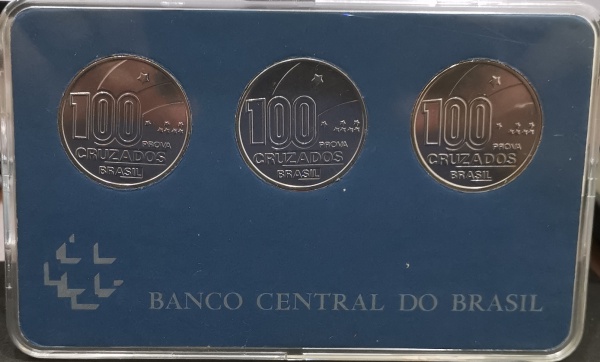 100
PROVA
CRUZADOS
BRASIL
100
PROVA
CRUZADOS
BRASIL
100
PROVA
CRUZADOS
BRASIL
BANCO CENTRAL DO BRASIL